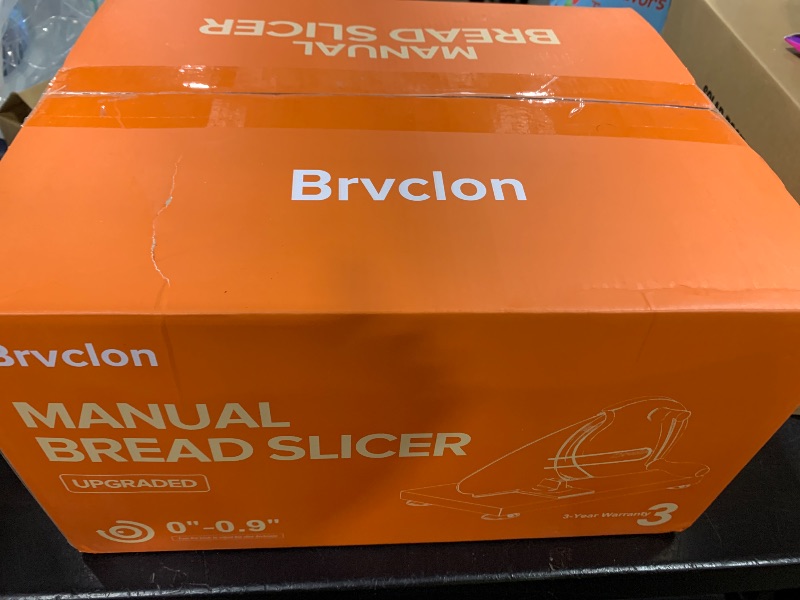 MANUAL
BREAD SLICER
Brvclon
Brvclon
MANUAL
BREAD SLICER
UPGRADED
0"-0.9"
3-Year Warranty 3